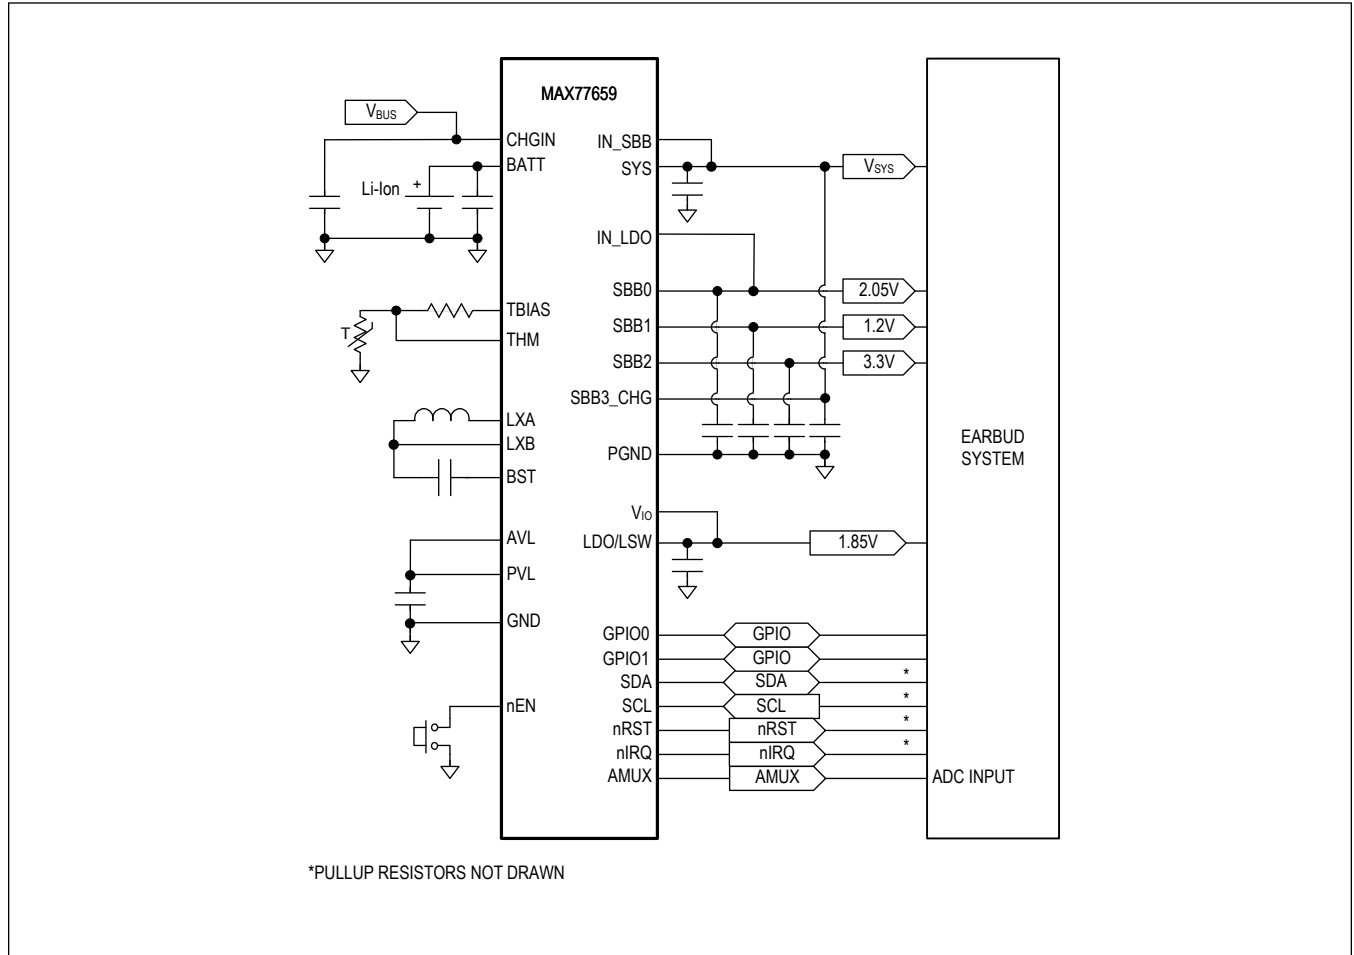 MAX77659
VBUS
CHGIN
IN_SBB
BATT
SYS
VSYS
Li-Ion +
IN_LDO
SBB0
2.05V
TBIAS
SBB1
1.2V
T
THM
SBB2
3.3V
SBB3_CHG
LXA
LXB
EARBUD
SYSTEM
PGND
BST
VIO
AVL
LDO/LSW
1.85V
PVL
GND
GPIO0
GPIO
GPIO1
GPIO
*
SDA
SDA
*
nEN
SCL
SCL
*
nRST
nRST
*
nIRQ
nIRQ
AMUX
AMUX
ADC INPUT
*PULLUP RESISTORS NOT DRAWN